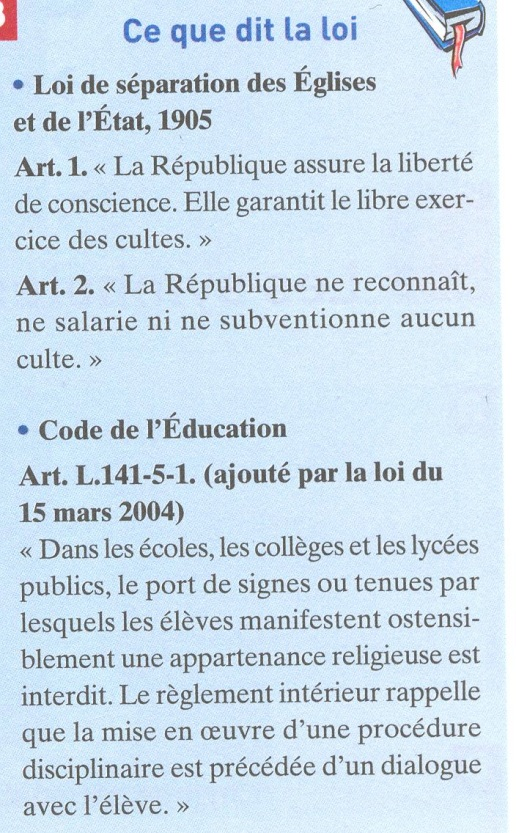 Ce que dit la loi
• Loi de séparation des Églises
et de l'État, 1905
Art. 1. « La République assure la liberté
de conscience. Elle garantit le libre exer-
cice des cultes. »
Art. 2. « La République ne reconnaît,
ne salarie ni ne subventionne aucun
culte. »
• Code de l'Éducation
Art. L.141-5-1. (ajouté par la loi du
15 mars 2004)
« Dans les écoles, les collèges et les lycées
publics, le port de signes ou tenues par
lesquels les élèves manifestent ostensi-
blement une appartenance religieuse est
interdit. Le règlement intérieur rappelle
que la mise en œuvre d'une procédure
disciplinaire est précédée d'un dialogue
avec l'élève. »